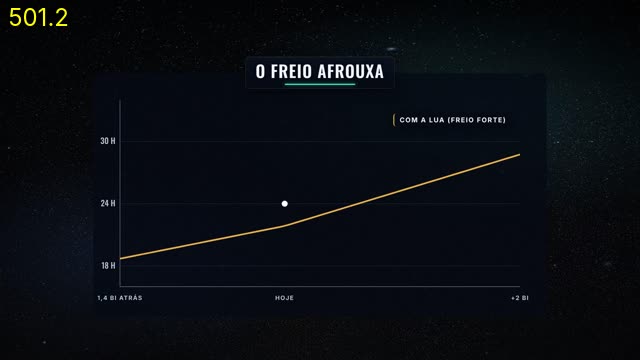 501.2
O FREIO AFROUXA
COM A LUA (FREIO FORTE)
30 H
24 H
18 H
1,4 BI ATRÁS
HOJE
+2 BI